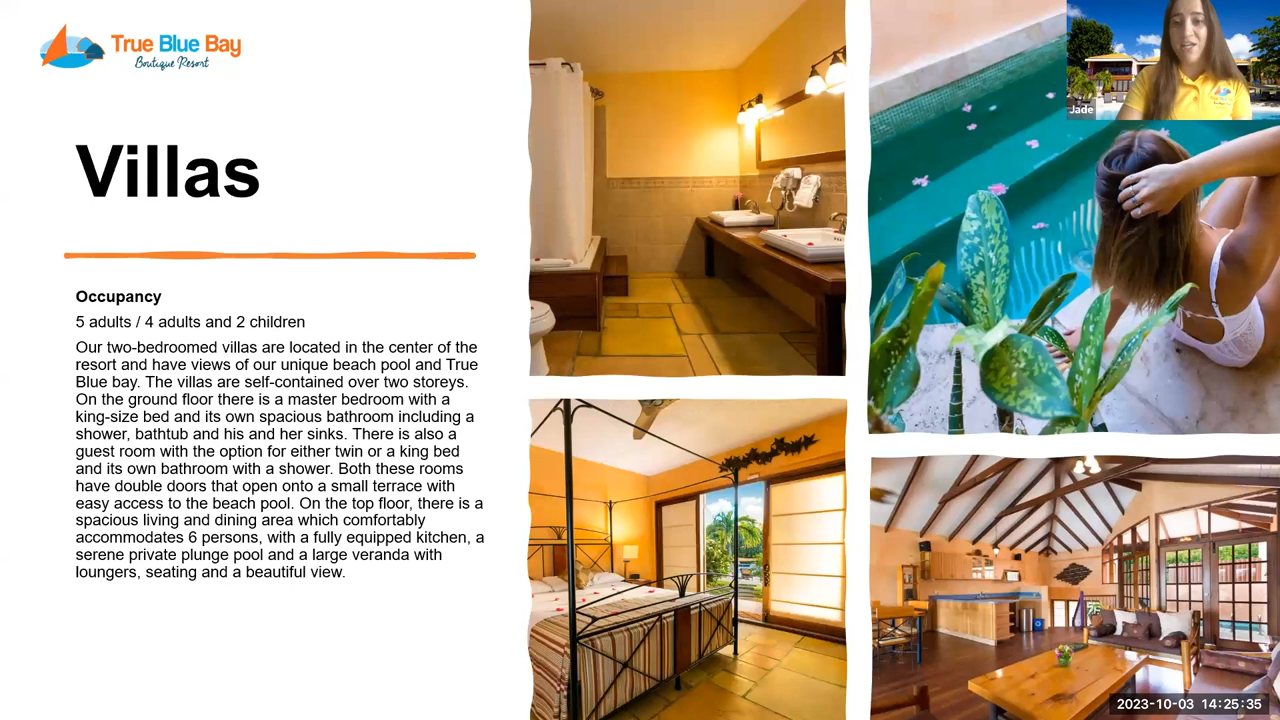 True Blue Bay
Boutique Resort
Jade
Villas
Occupancy
5 adults / 4 adults and 2 children
Our two-bedroomed villas are located in the center of the
resort and have views of our unique beach pool and True
Blue bay. The villas are self-contained over two storeys.
On the ground floor there is a master bedroom with a
king-size bed and its own spacious bathroom including a
shower, bathtub and his and her sinks. There is also a
guest room with the option for either twin or a king bed
and its own bathroom with a shower. Both these rooms
have double doors that open onto a small terrace with
easy access to the beach pool. On the top floor, there is a
spacious living and dining area which comfortably
accommodates 6 persons, with a fully equipped kitchen, a
serene private plunge pool and a large veranda with
loungers, seating and a beautiful view.
2023-10-03 14:25:35